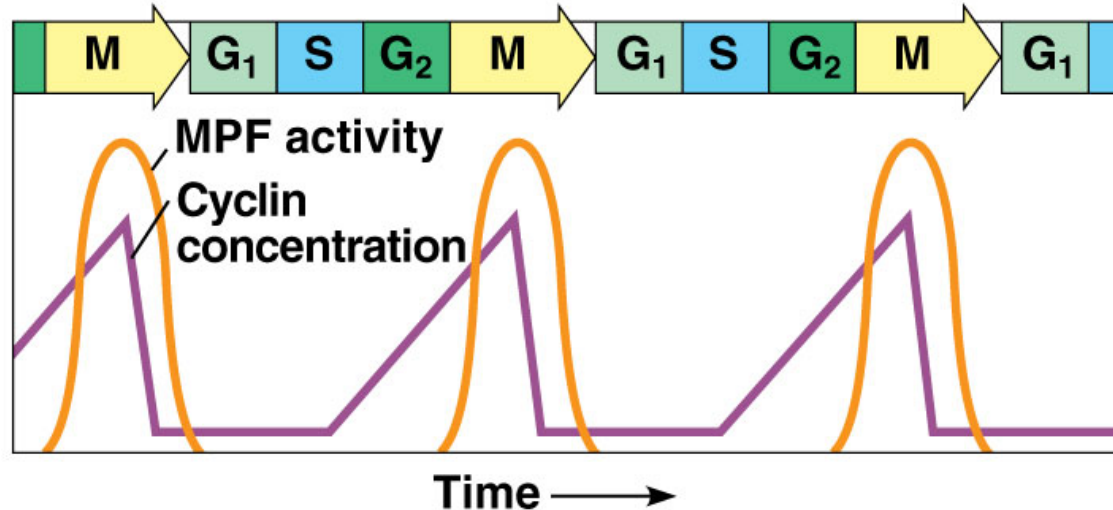 M G₁ S G₂ M G₁ S G₂ M G₁
MPF activity
Cyclin
concentration
Time